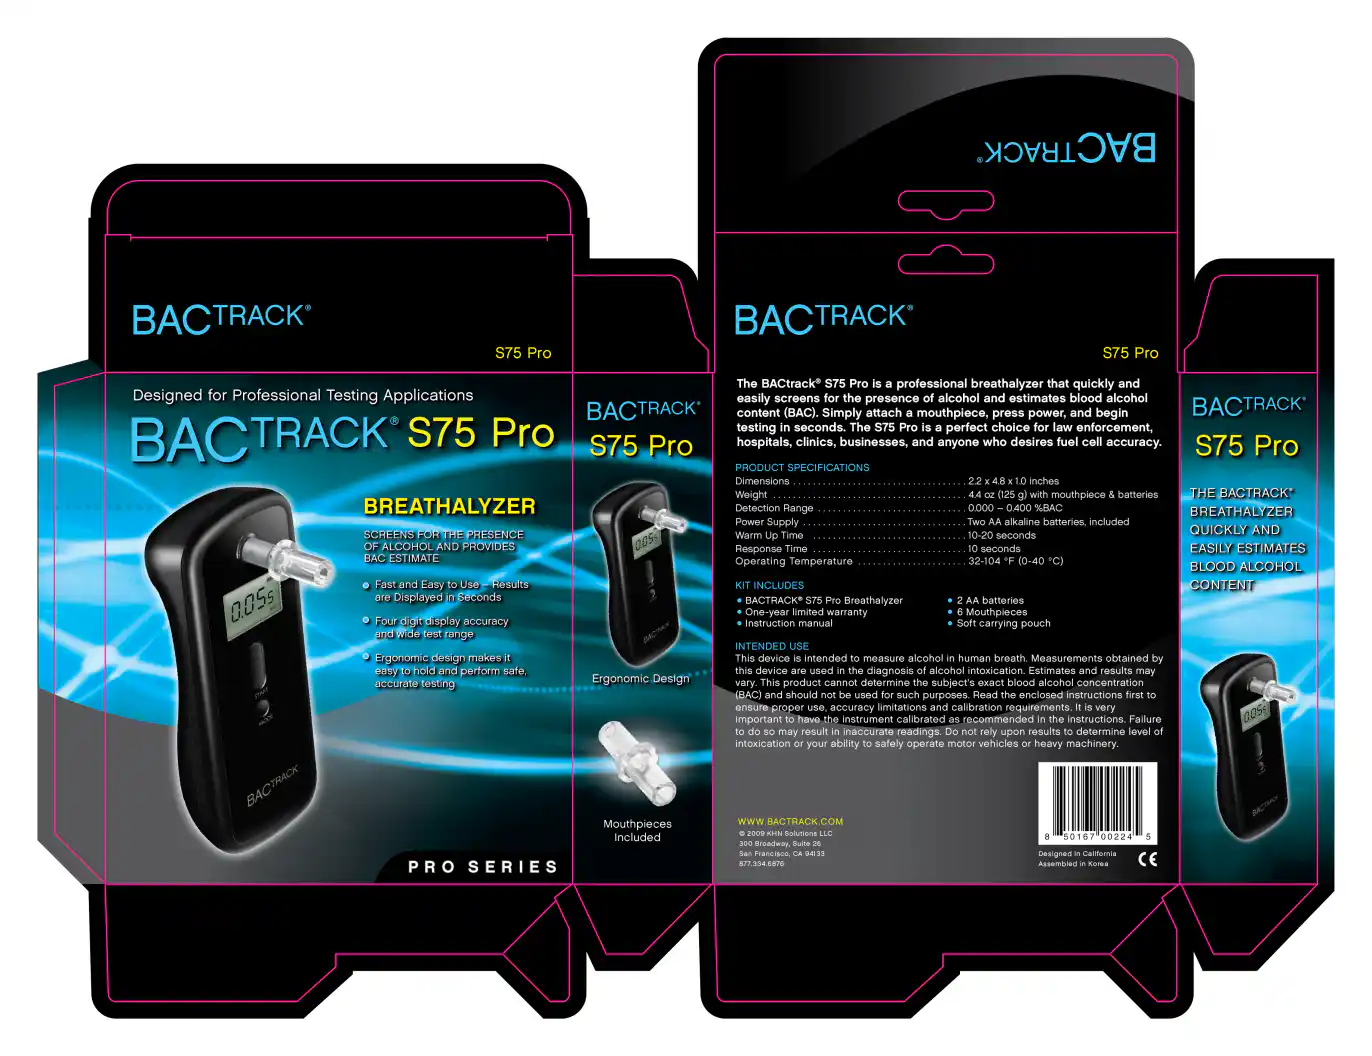 BACTRACK®
BACTRACK®
S75 Pro
BACTRACK®
S75 Pro
Designed for Professional Testing Applications
BACTRACK® S75 Pro
BREATHALYZER
SCREENS FOR THE PRESENCE
OF ALCOHOL AND PROVIDES
BAC ESTIMATE
• Fast and Easy to Use – Results
are Displayed in Seconds
• Four digit display accuracy
and wide test range
• Ergonomic design makes it
easy to hold and perform safe,
accurate testing
0.055
START
MODE
BACTRACK
PRO SERIES
BACTRACK®
S75 Pro
0.055
BACTRACK
Ergonomic Design
Mouthpieces
Included
The BACtrack® S75 Pro is a professional breathalyzer that quickly and
easily screens for the presence of alcohol and estimates blood alcohol
content (BAC). Simply attach a mouthpiece, press power, and begin
testing in seconds. The S75 Pro is a perfect choice for law enforcement,
hospitals, clinics, businesses, and anyone who desires fuel cell accuracy.
PRODUCT SPECIFICATIONS
Dimensions . . . . . . . . . . . . . . . . . . . . . . . . . . . . . . . . . . . 2.2 x 4.8 x 1.0 inches
Weight . . . . . . . . . . . . . . . . . . . . . . . . . . . . . . . . . . . . . . . 4.4 oz (125 g) with mouthpiece & batteries
Detection Range . . . . . . . . . . . . . . . . . . . . . . . . . . . . . . 0.000 – 0.400 %BAC
Power Supply . . . . . . . . . . . . . . . . . . . . . . . . . . . . . . . . . Two AA alkaline batteries, included
Warm Up Time . . . . . . . . . . . . . . . . . . . . . . . . . . . . . . . 10-20 seconds
Response Time . . . . . . . . . . . . . . . . . . . . . . . . . . . . . . . 10 seconds
Operating Temperature . . . . . . . . . . . . . . . . . . . . . . 32-104 °F (0-40 °C)
KIT INCLUDES
• BACTRACK® S75 Pro Breathalyzer
• One-year limited warranty
• Instruction manual
• 2 AA batteries
• 6 Mouthpieces
• Soft carrying pouch
INTENDED USE
This device is intended to measure alcohol in human breath. Measurements obtained by
this device are used in the diagnosis of alcohol intoxication. Estimates and results may
vary. This product cannot determine the subject's exact blood alcohol concentration
(BAC) and should not be used for such purposes. Read the enclosed instructions first to
ensure proper use, accuracy limitations and calibration requirements. It is very
important to have the instrument calibrated as recommended in the instructions. Failure
to do so may result in inaccurate readings. Do not rely upon results to determine level of
intoxication or your ability to safely operate motor vehicles or heavy machinery.
WWW.BACTRACK.COM
© 2009 KHN Solutions LLC
300 Broadway, Suite 26
San Francisco, CA 94133
877.334.6876
8 50167 00224 5
Designed in California
Assembled in Korea
CE
BACTRACK®
S75 Pro
THE BACTRACK®
BREATHALYZER
QUICKLY AND
EASILY ESTIMATES
BLOOD ALCOHOL
CONTENT
0.055
BACTRACK